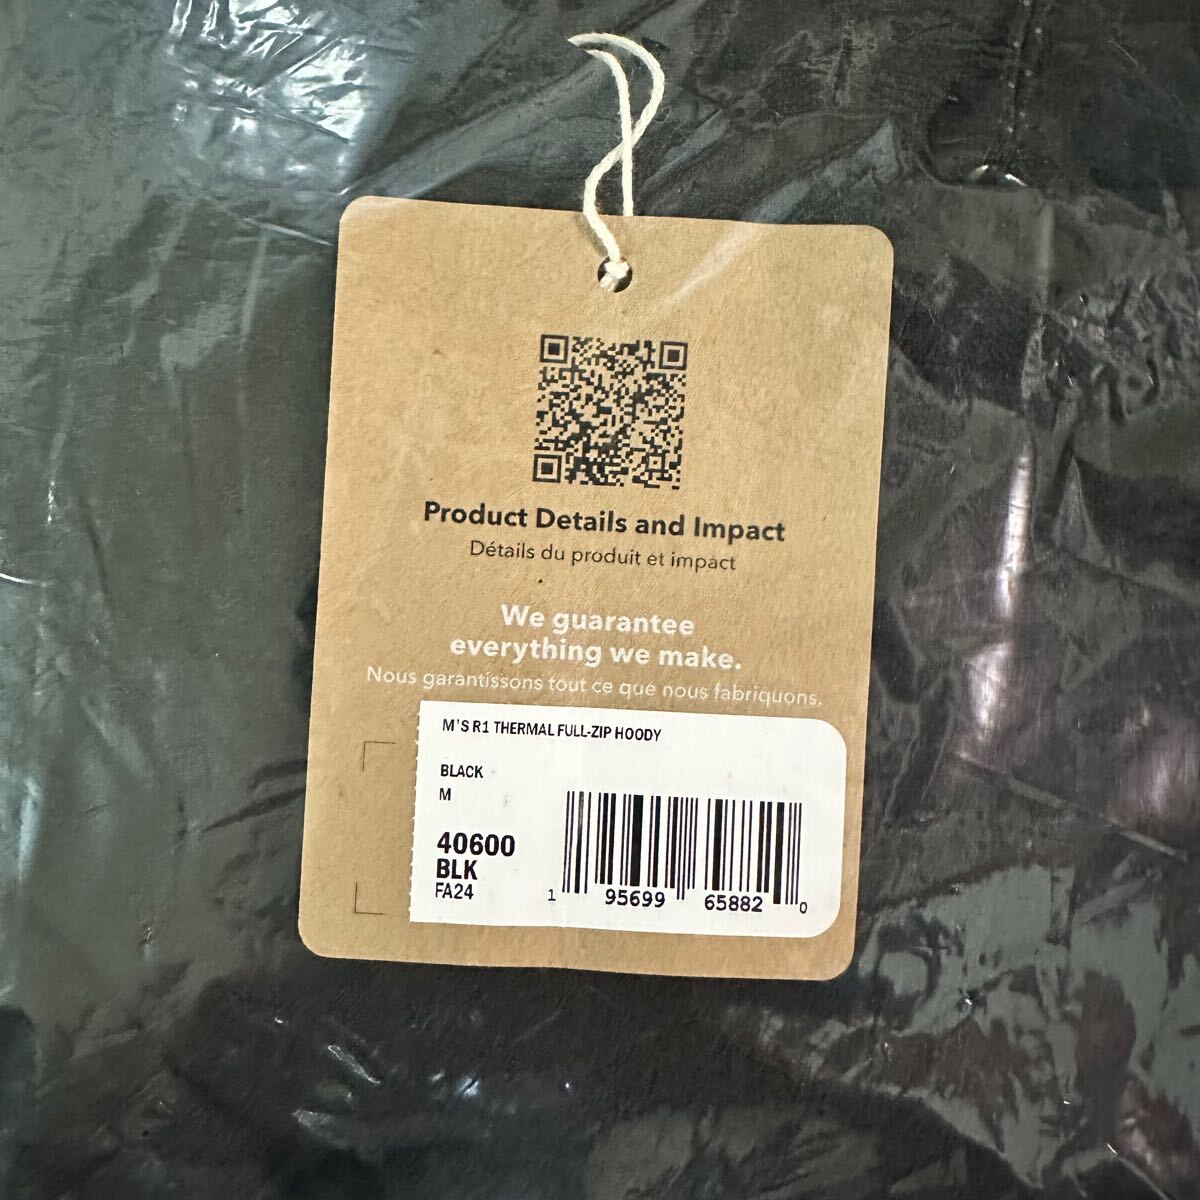 Product Details and Impact
Détails du produit et impact
We guarantee
everything we make.
Nous garantissons tout ce que nous fabriquons.
M'S R1 THERMAL FULL-ZIP HOODY
BLACK
M
40600
BLK
FA24
1 95699 65882 0